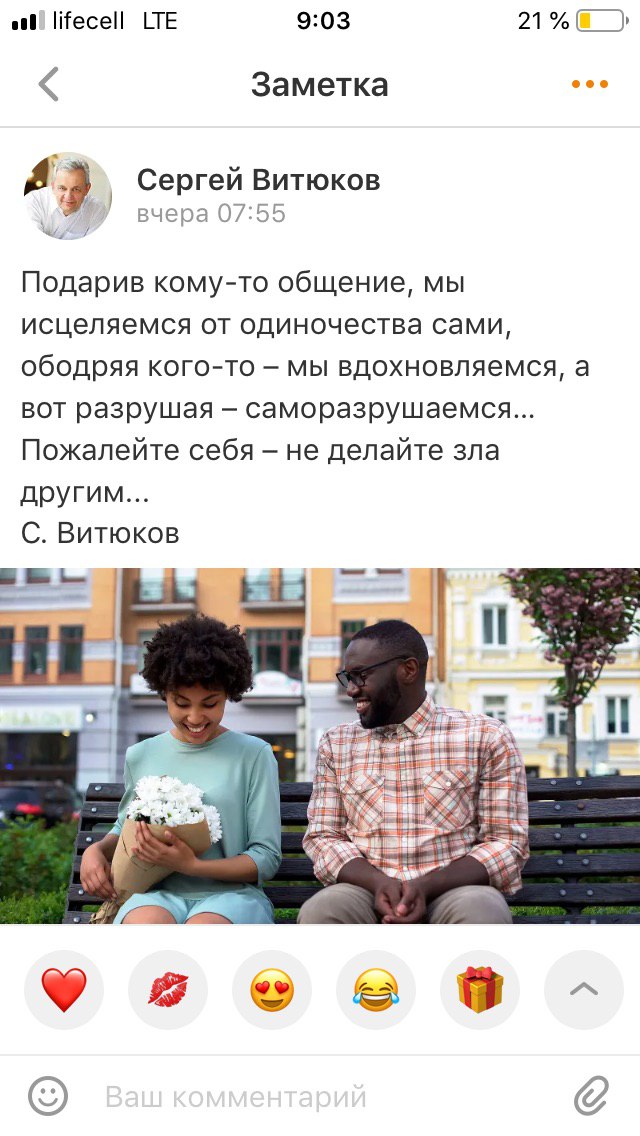 lifecell LTE 9:03 21 %
Заметка
Сергей Витюков
вчера 07:55
Подарив кому-то общение, мы
исцеляемся от одиночества сами,
ободряя кого-то – мы вдохновляемся, а
вот разрушая – саморазрушаемся...
Пожалейте себя – не делайте зла
другим...
С. Витюков
Ваш комментарий